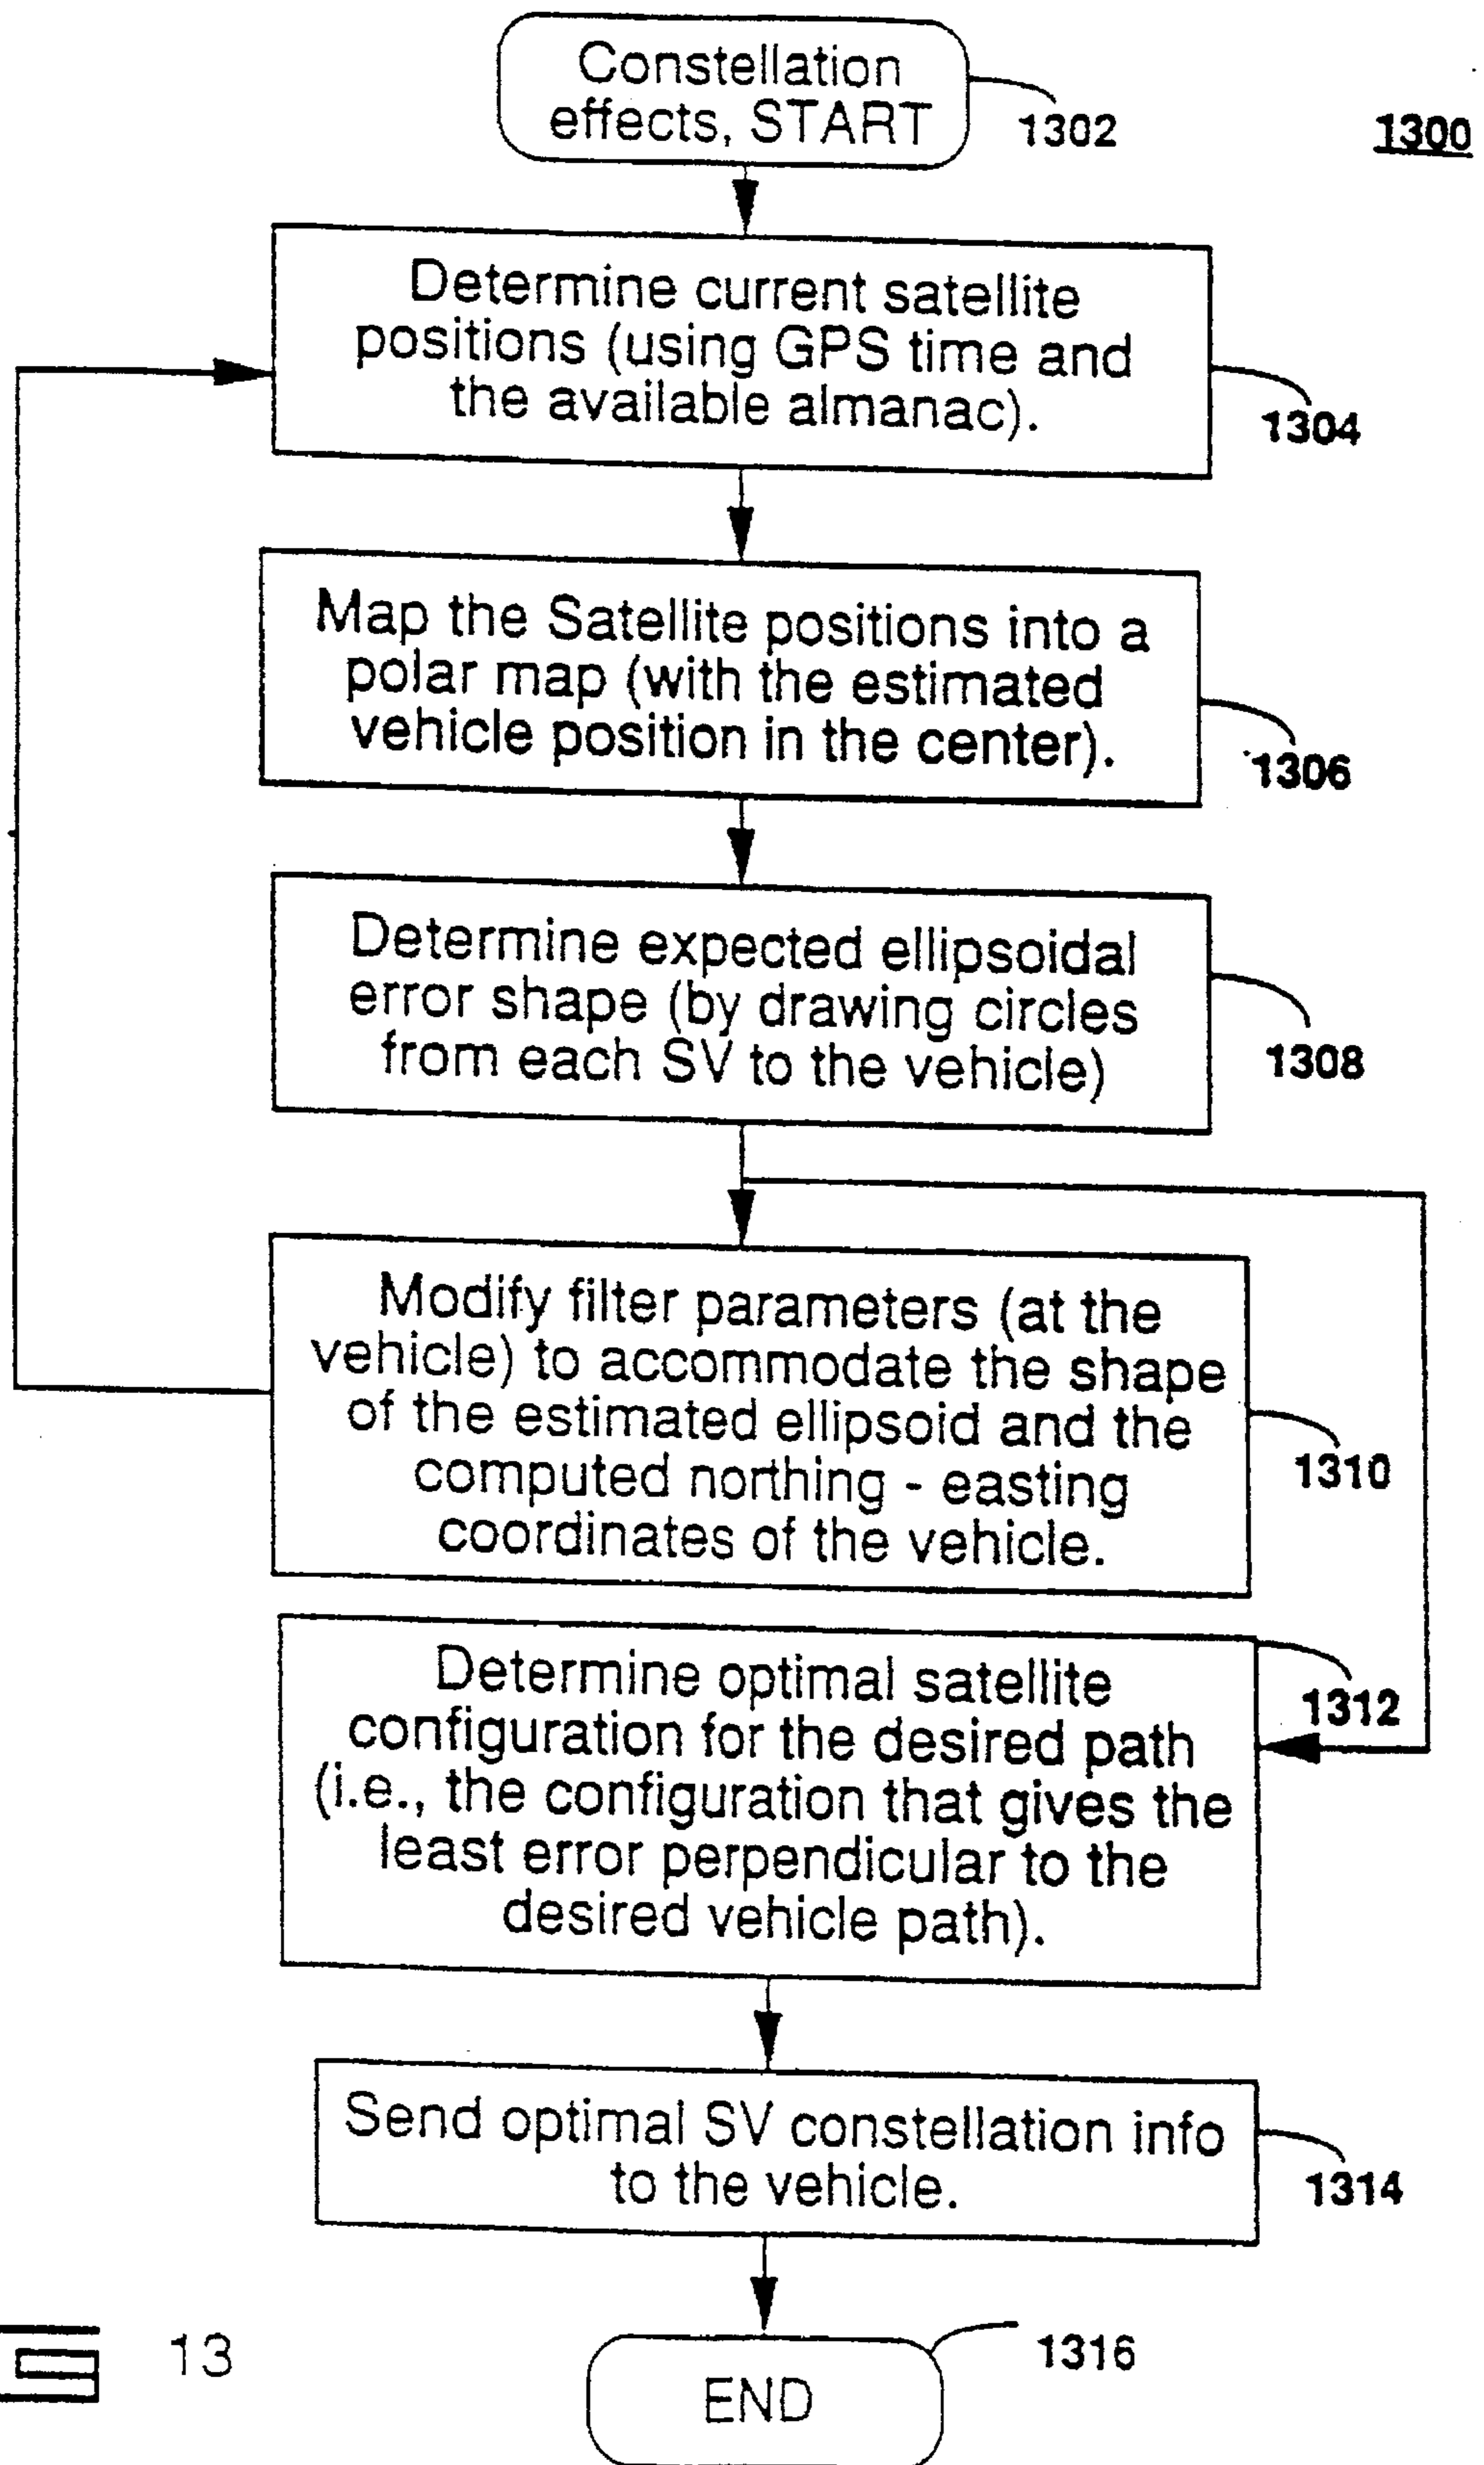 Constellation
effects, START
1302
1300
Determine current satellite
positions (using GPS time and
the available almanac).
1304
Map the Satellite positions into a
polar map (with the estimated
vehicle position in the center).
1306
Determine expected ellipsoidal
error shape (by drawing circles
from each SV to the vehicle)
1308
Modify filter parameters (at the
vehicle) to accommodate the shape
of the estimated ellipsoid and the
computed northing - easting
coordinates of the vehicle.
1310
Determine optimal satellite
configuration for the desired path
(i.e., the configuration that gives the
least error perpendicular to the
desired vehicle path).
1312
Send optimal SV constellation info
to the vehicle.
1314
13
END
1316